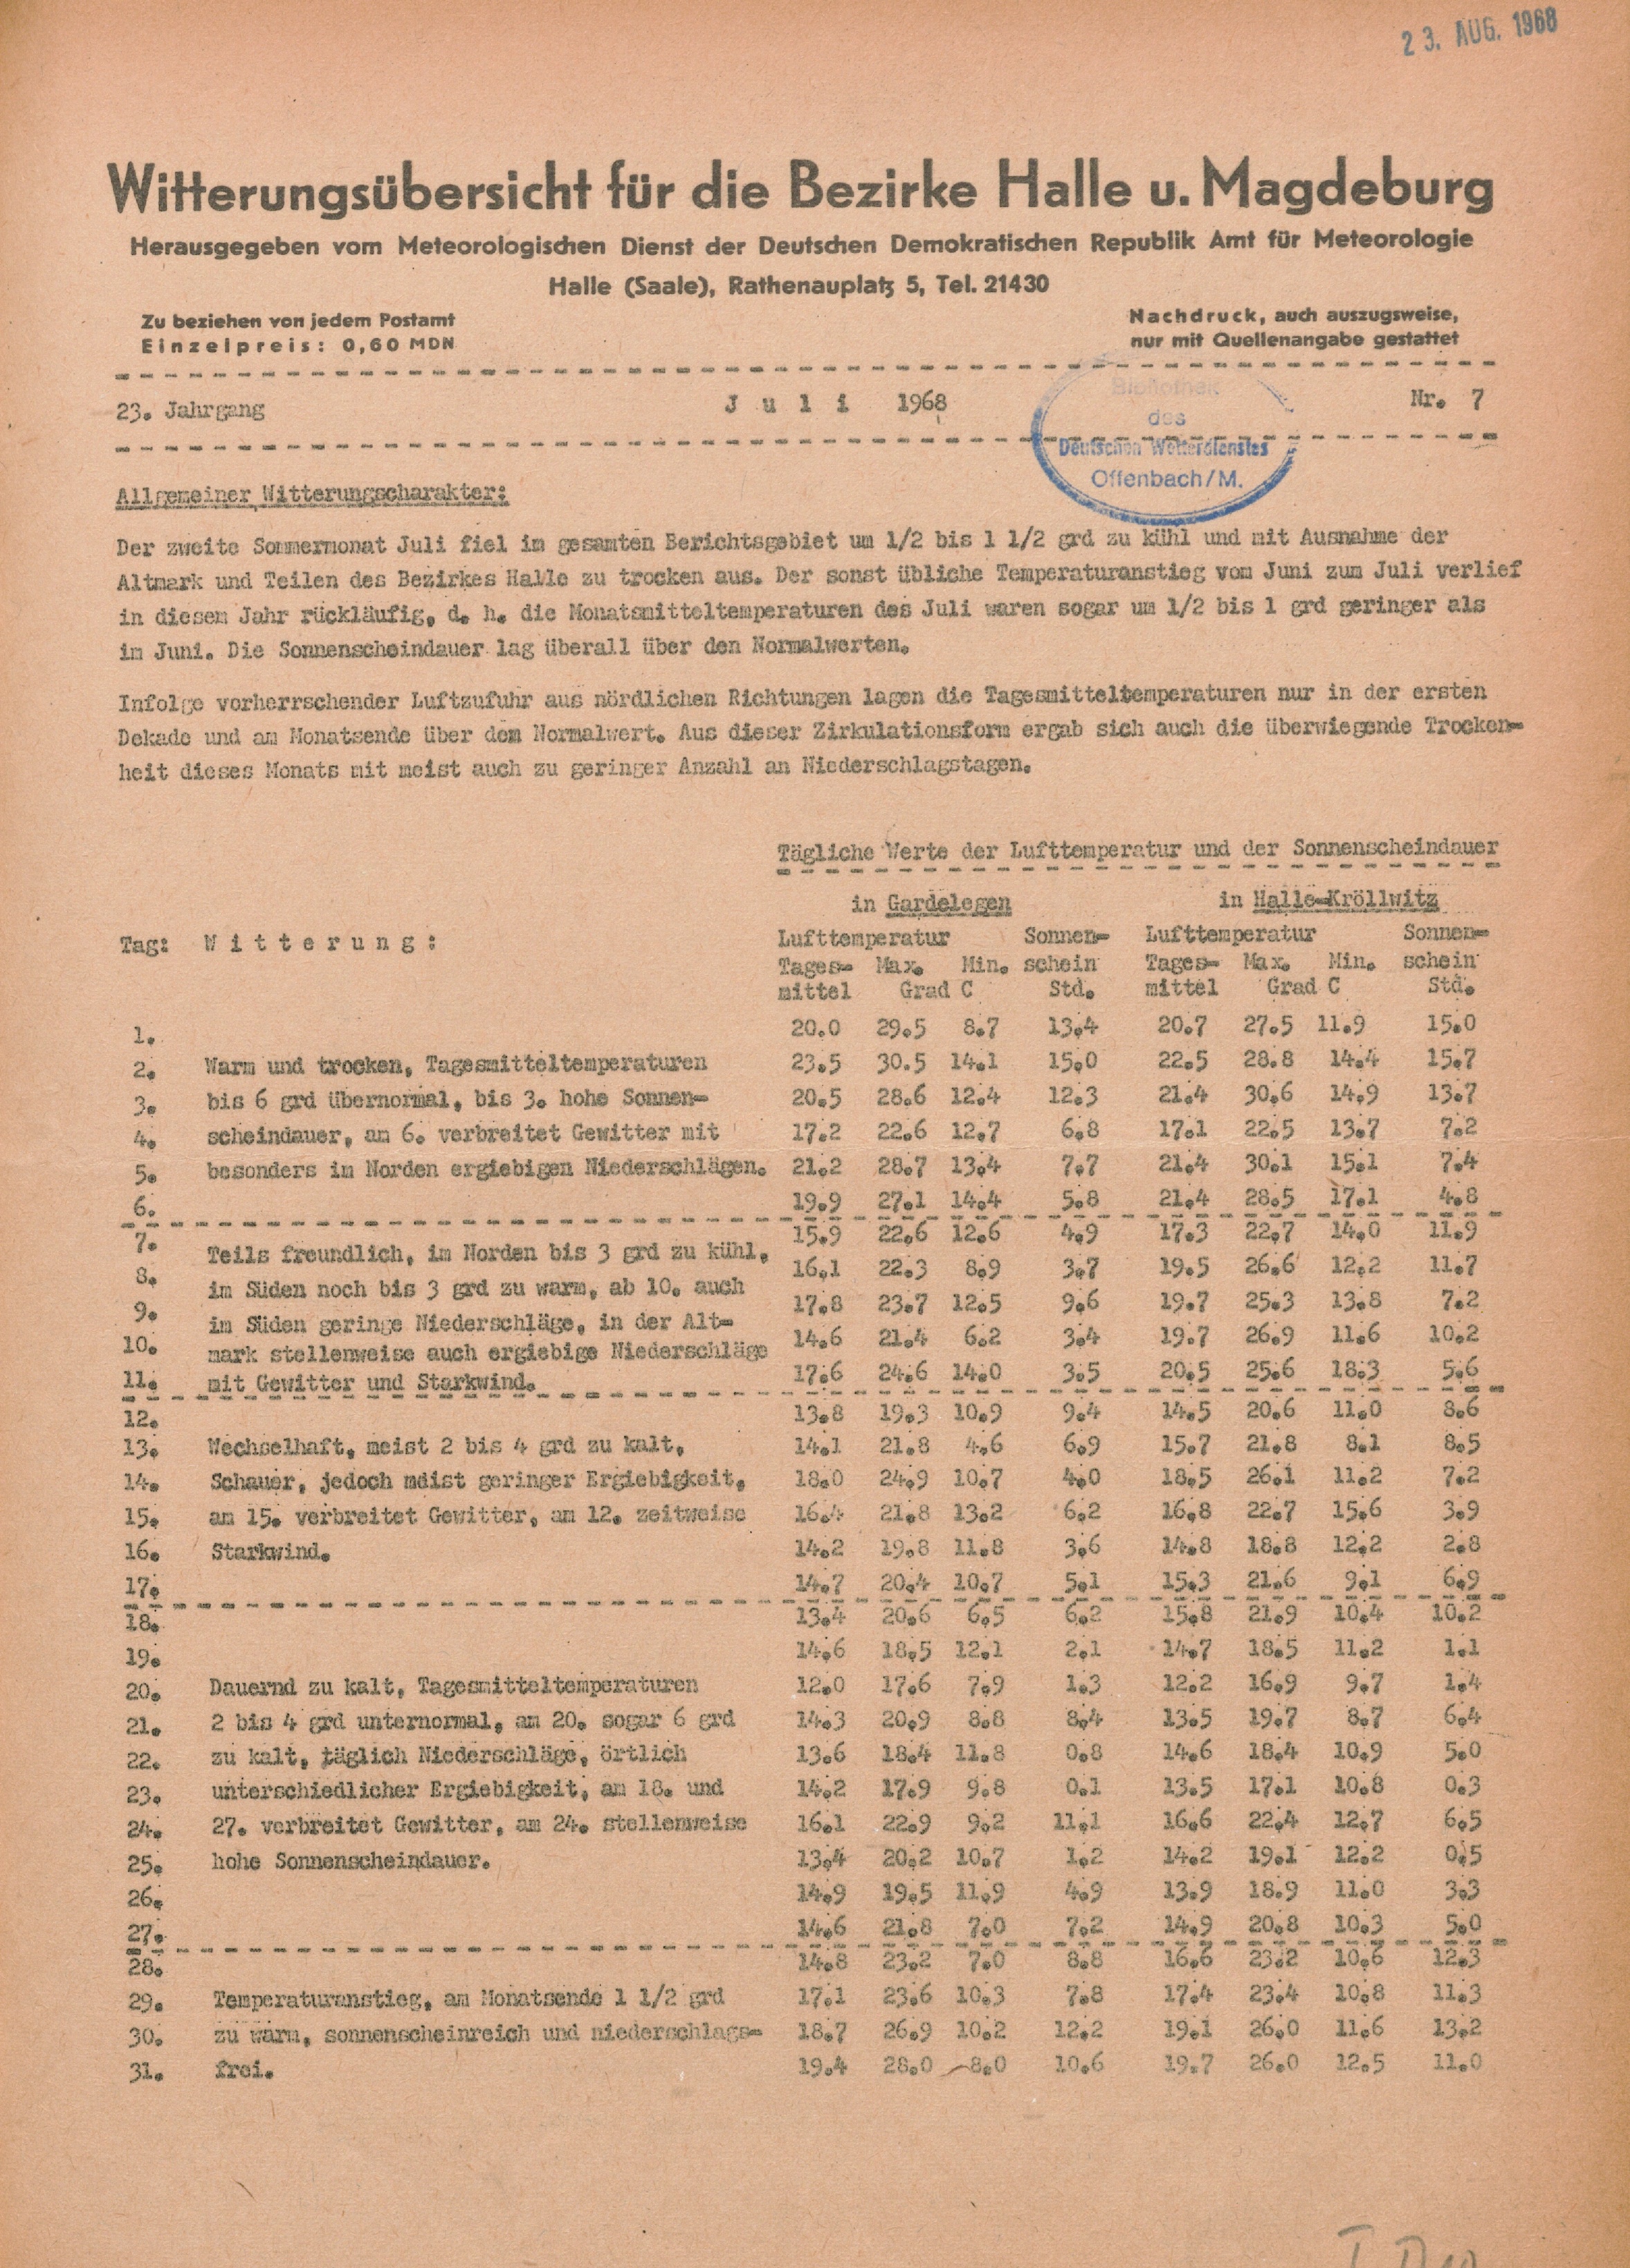 23. AUG. 1968
Witterungsübersicht für die Bezirke Halle u. Magdeburg
Herausgegeben vom Meteorologischen Dienst der Deutschen Demokratischen Republik Amt für Meteorologie
Halle (Saale), Rathenauplatz 5, Tel. 21430
Zu beziehen von jedem Postamt Nachdruck, auch auszugsweise,
Einzelpreis: 0,60 MDN nur mit Quellenangabe gestattet
23. Jahrgang J u l i 1968 Nr. 7
Bibliothek
des
Deutschen Wetterdienstes
Offenbach/M.
Allgemeiner Witterungscharakter:
Der zweite Sommermonat Juli fiel im gesamten Berichtsgebiet um 1/2 bis 1 1/2 grd zu kühl und mit Ausnahme der
Altmark und Teilen des Bezirkes Halle zu trocken aus. Der sonst übliche Temperaturanstieg vom Juni zum Juli verlief
in diesem Jahr rückläufig, d. h. die Monatsmitteltemperaturen des Juli waren sogar um 1/2 bis 1 grd geringer als
im Juni. Die Sonnenscheindauer lag überall über den Normalwerten.
Infolge vorherrschender Luftzufuhr aus nördlichen Richtungen lagen die Tagesmitteltemperaturen nur in der ersten
Dekade und am Monatsende über dem Normalwert. Aus dieser Zirkulationsform ergab sich auch die überwiegende Trocken-
heit dieses Monats mit meist auch zu geringer Anzahl an Niederschlagstagen.
Tägliche Werte der Lufttemperatur und der Sonnenscheindauer
in Gardelegen in Halle-Kröllwitz
Tag: W i t t e r u n g : Lufttemperatur Sonnen- Lufttemperatur Sonnen-
Tages- Max. Min. schein Tages- Max. Min. schein
mittel Grad C Std. mittel Grad C Std.
1. 20.0 29.5 8.7 13.4 20.7 27.5 11.9 15.0
2. Warm und trocken, Tagesmitteltemperaturen 23.5 30.5 14.1 15.0 22.5 28.8 14.4 15.7
3. bis 6 grd übernormal, bis 3. hohe Sonnen- 20.5 28.6 12.4 12.3 21.4 30.6 14.9 13.7
4. scheindauer, am 6. verbreitet Gewitter mit 17.2 22.6 12.7 6.8 17.1 22.5 13.7 7.2
5. besonders im Norden ergiebigen Niederschlägen. 21.2 28.7 13.4 7.7 21.4 30.1 15.1 7.4
6. 19.9 27.1 14.4 5.8 21.4 28.5 17.1 4.8
7. Teils freundlich, im Norden bis 3 grd zu kühl, 15.9 22.6 12.6 4.9 17.3 22.7 14.0 11.9
8. im Süden noch bis 3 grd zu warm, ab 10. auch 16.1 22.3 8.9 3.7 19.5 26.6 12.2 11.7
9. im Süden geringe Niederschläge, in der Alt- 17.8 23.7 12.5 9.6 19.7 25.3 13.8 7.2
10. mark stellenweise auch ergiebige Niederschläge 14.6 21.4 6.2 3.4 19.7 26.9 11.6 10.2
11. mit Gewitter und Starkwind. 17.6 24.6 14.0 3.5 20.5 25.6 18.3 5.6
12. 13.8 19.3 10.9 9.4 14.5 20.6 11.0 8.6
13. Wechselhaft, meist 2 bis 4 grd zu kalt, 14.1 21.8 4.6 6.9 15.7 21.8 8.1 8.5
14. Schauer, jedoch mdist geringer Ergiebigkeit, 18.0 24.9 10.7 4.0 18.5 26.1 11.2 7.2
15. am 15. verbreitet Gewitter, am 12. zeitweise 16.4 21.8 13.2 6.2 16.8 22.7 15.6 3.9
16. Starkwind. 14.2 19.8 11.8 3.6 14.8 18.8 12.2 2.8
17. 14.7 20.4 10.7 5.1 15.3 21.6 9.1 6.9
18. 13.4 20.6 6.5 6.2 15.8 21.9 10.4 10.2
19. 14.6 18.5 12.1 2.1 14.7 18.5 11.2 1.1
20. Dauernd zu kalt, Tagesmitteltemperaturen 12.0 17.6 7.9 1.3 12.2 16.9 9.7 1.4
21. 2 bis 4 grd unternormal, am 20. sogar 6 grd 14.3 20.9 8.8 8.4 13.5 19.7 8.7 6.4
22. zu kalt, täglich Niederschläge, örtlich 13.6 18.4 11.8 0.8 14.6 18.4 10.9 5.0
23. unterschiedlicher Ergiebigkeit, am 18. und 14.2 17.9 9.8 0.1 13.5 17.1 10.8 0.3
24. 27. verbreitet Gewitter, am 24. stellenweise 16.1 22.9 9.2 11.1 16.6 22.4 12.7 6.5
25. hohe Sonnenscheindauer. 13.4 20.2 10.7 1.2 14.2 19.1 12.2 0.5
26. 14.9 19.5 11.9 4.9 13.9 18.9 11.0 3.3
27. 14.6 21.8 7.0 7.2 14.9 20.8 10.3 5.0
28. 14.8 23.2 7.0 8.8 16.6 23.2 10.6 12.3
29. Temperaturanstieg, am Monatsende 1 1/2 grd 17.1 23.6 10.3 7.8 17.4 23.4 10.8 11.3
30. zu warm, sonnenscheinreich und niederschlags- 18.7 26.9 10.2 12.2 19.1 26.0 11.6 13.2
31. frei. 19.4 28.0 8.0 10.6 19.7 26.0 12.5 11.0